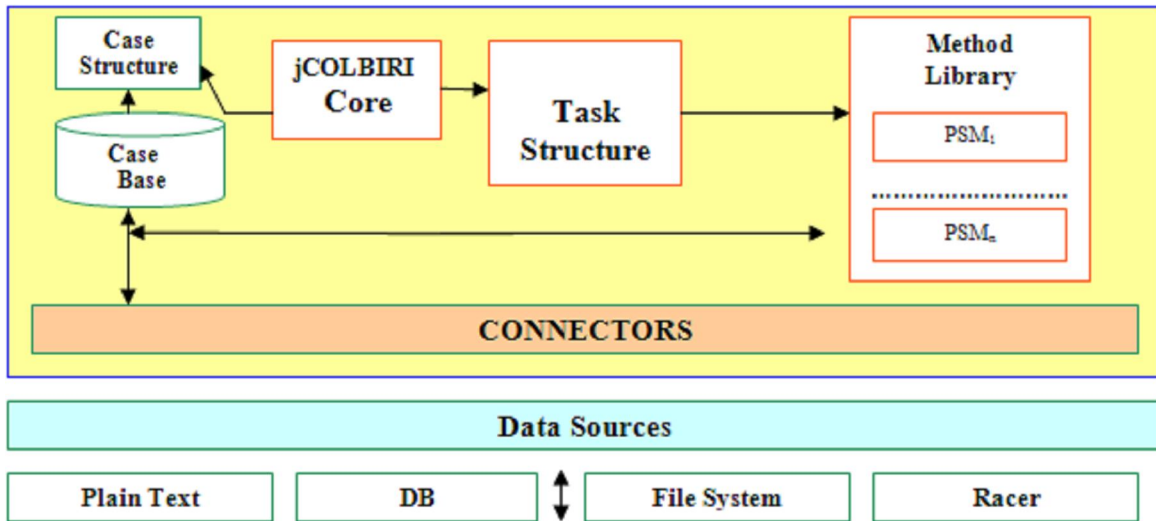 Case
Structure
jCOLBIRI
Core
Task
Structure
Method
Library
PSM₁
PSMₙ
Case
Base
CONNECTORS
Data Sources
Plain Text
DB
File System
Racer